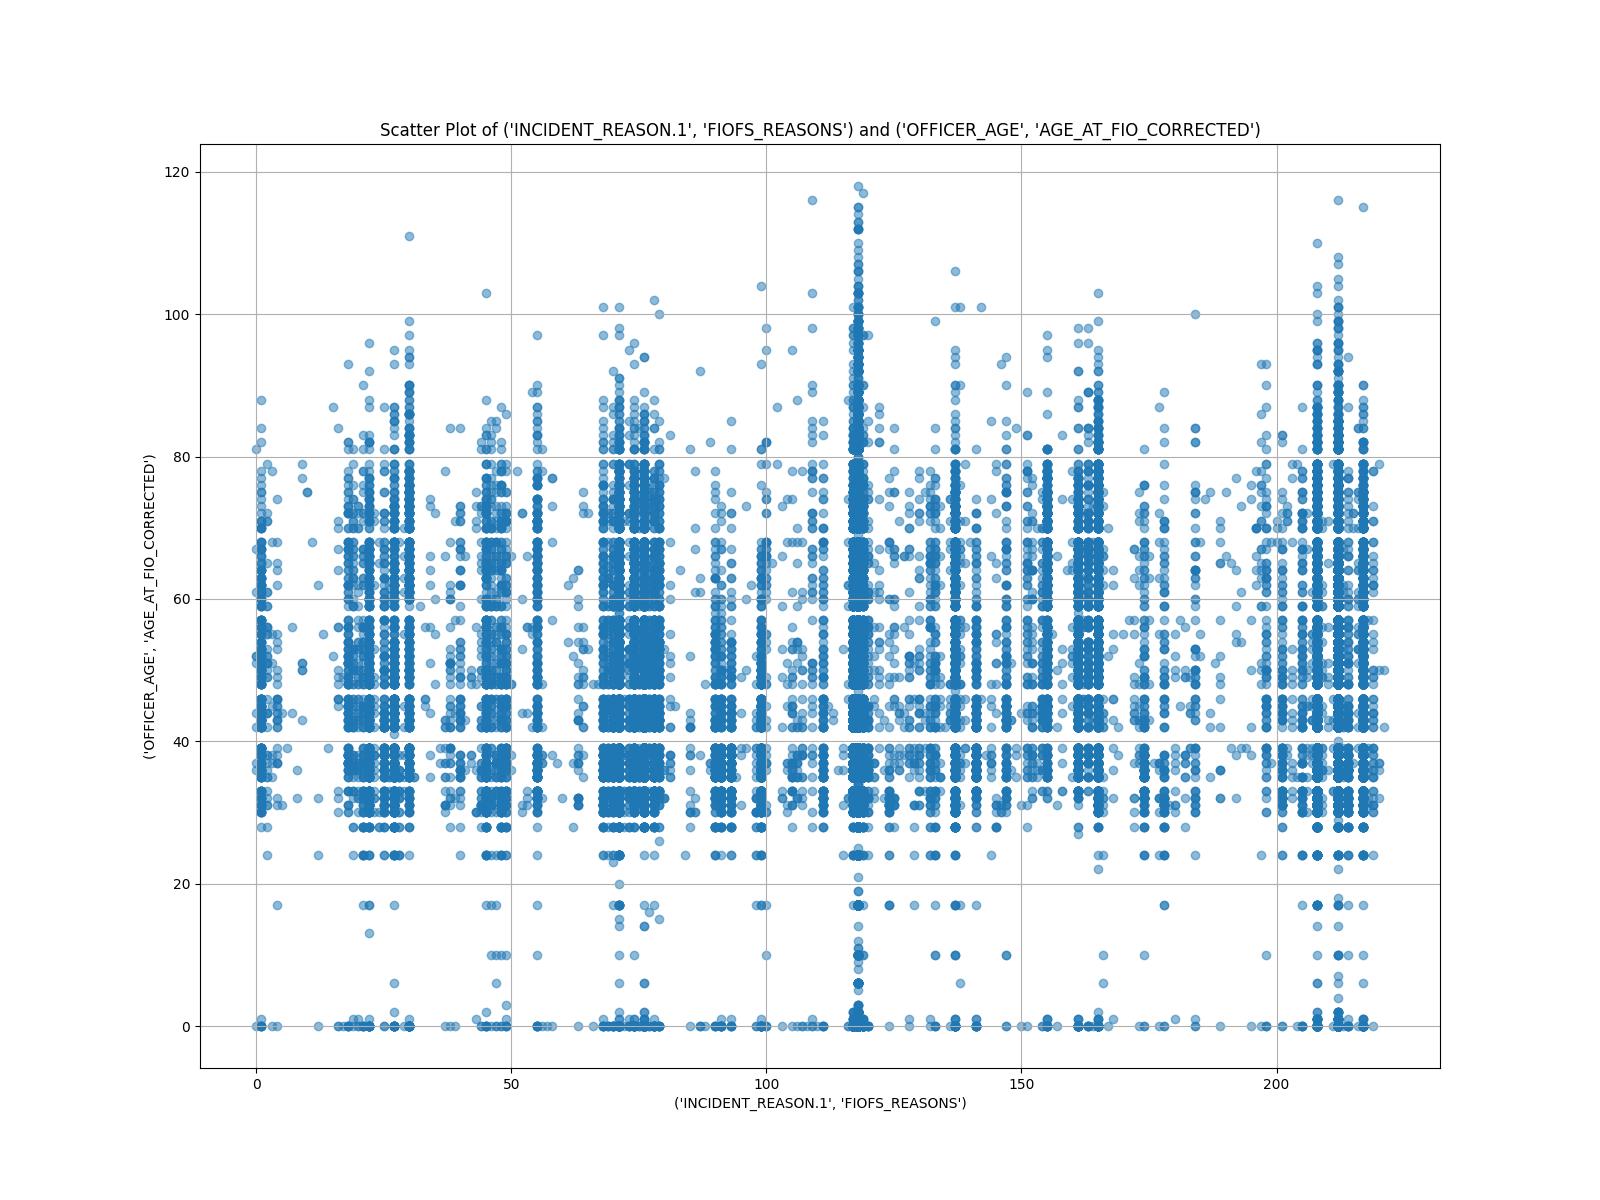 Scatter Plot of ('INCIDENT_REASON.1', 'FIOFS_REASONS') and ('OFFICER_AGE', 'AGE_AT_FIO_CORRECTED')
120
100
80
60
40
20
0
('OFFICER_AGE', 'AGE_AT_FIO_CORRECTED')
0 50 100 150 200
('INCIDENT_REASON.1', 'FIOFS_REASONS')